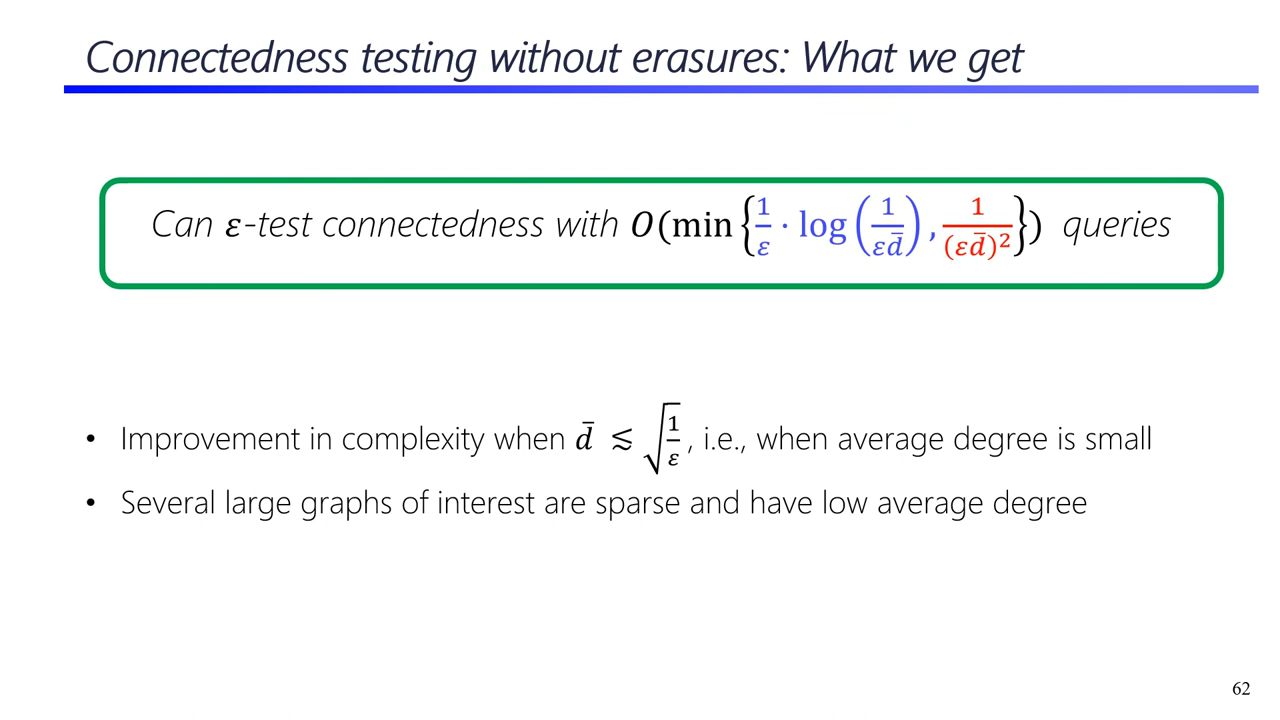 Connectedness testing without erasures: What we get
Can ε-test connectedness with O(min {1/ε · log (1/(εd̄)), 1/(εd̄)²}) queries
• Improvement in complexity when d̄ ≲ √(1/ε), i.e., when average degree is small
• Several large graphs of interest are sparse and have low average degree
62